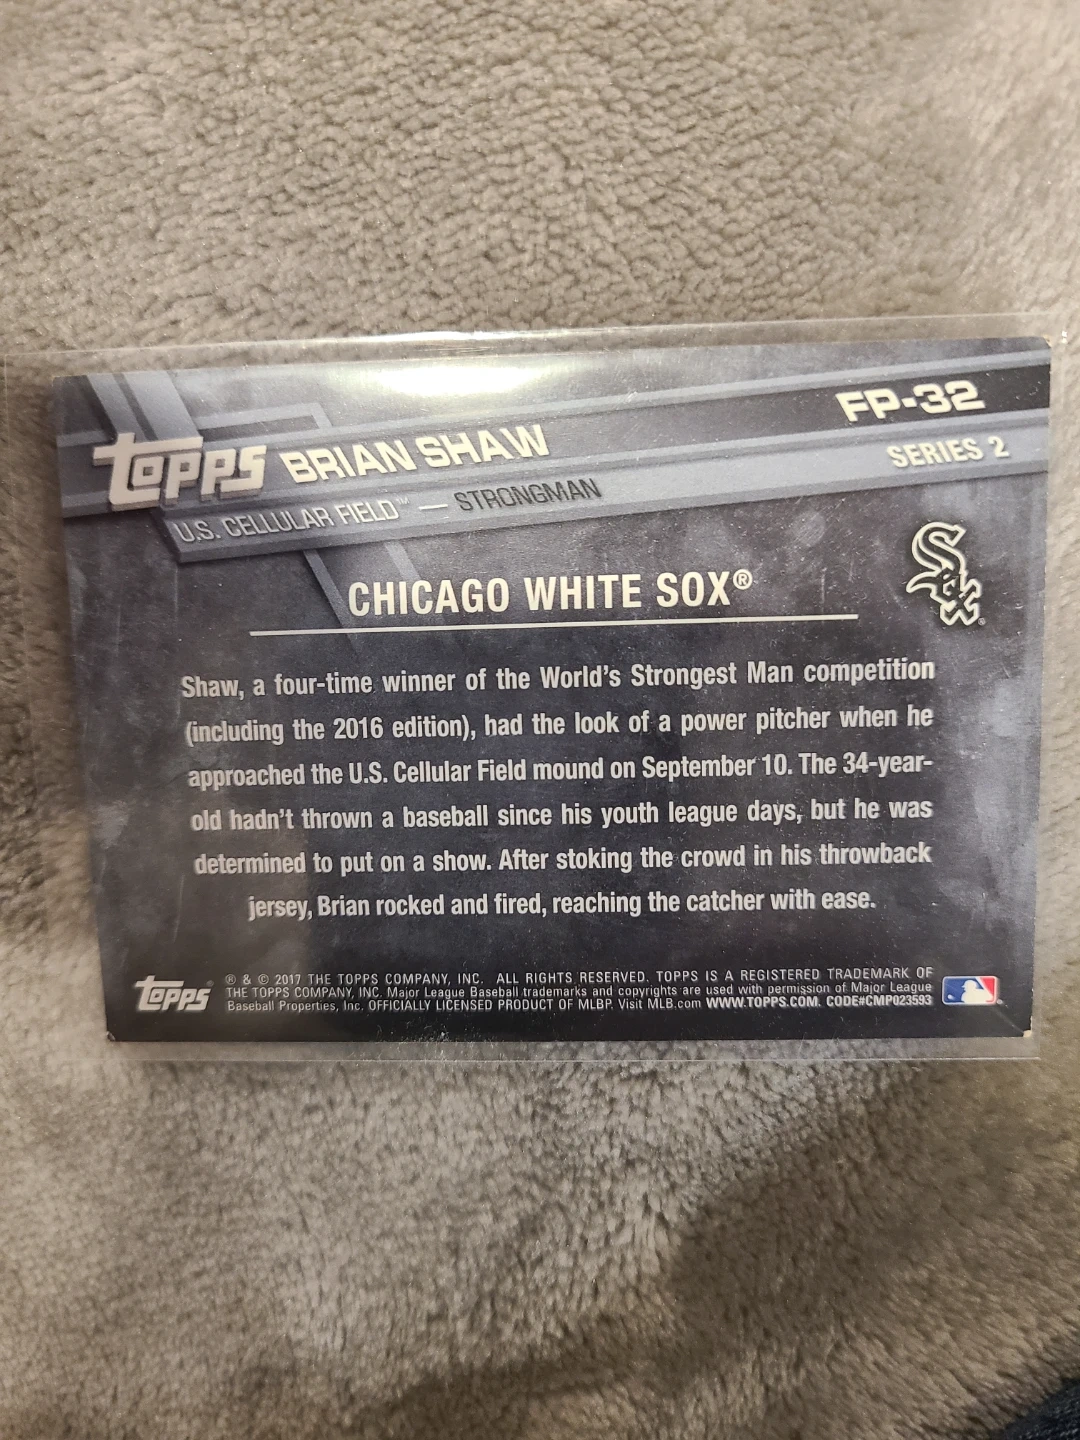 FP-32
TOPPS BRIAN SHAW
SERIES 2
U.S. CELLULAR FIELD™ — STRONGMAN
Sox®
CHICAGO WHITE SOX®
Shaw, a four-time winner of the World's Strongest Man competition
(including the 2016 edition), had the look of a power pitcher when he
approached the U.S. Cellular Field mound on September 10. The 34-year-
old hadn't thrown a baseball since his youth league days, but he was
determined to put on a show. After stoking the crowd in his throwback
jersey, Brian rocked and fired, reaching the catcher with ease.
TOPPS®
® & © 2017 THE TOPPS COMPANY, INC. ALL RIGHTS RESERVED. TOPPS IS A REGISTERED TRADEMARK OF
THE TOPPS COMPANY, INC. Major League Baseball trademarks and copyrights are used with permission of Major League
Baseball Properties, Inc. OFFICIALLY LICENSED PRODUCT OF MLBP. Visit MLB.com WWW.TOPPS.COM. CODE#CMP023593